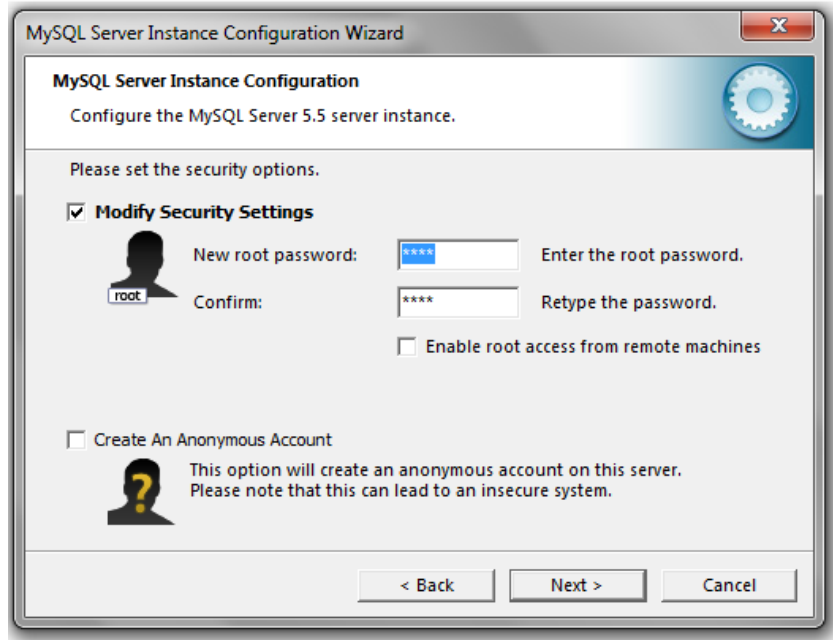 MySQL Server Instance Configuration Wizard
MySQL Server Instance Configuration
Configure the MySQL Server 5.5 server instance.
Please set the security options.
Modify Security Settings
New root password: **** Enter the root password.
root
Confirm: **** Retype the password.
Enable root access from remote machines
Create An Anonymous Account
?
This option will create an anonymous account on this server.
Please note that this can lead to an insecure system.
< Back Next > Cancel